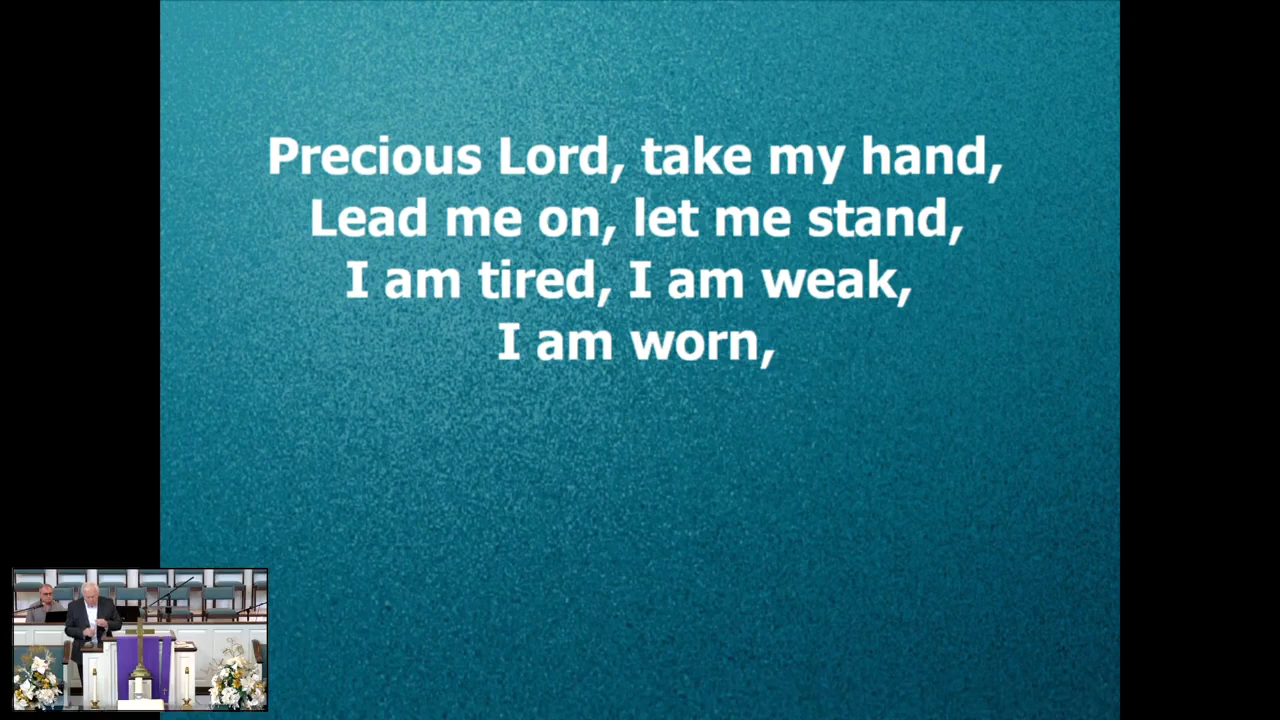 Precious Lord, take my hand,
Lead me on, let me stand,
I am tired, I am weak,
I am worn,